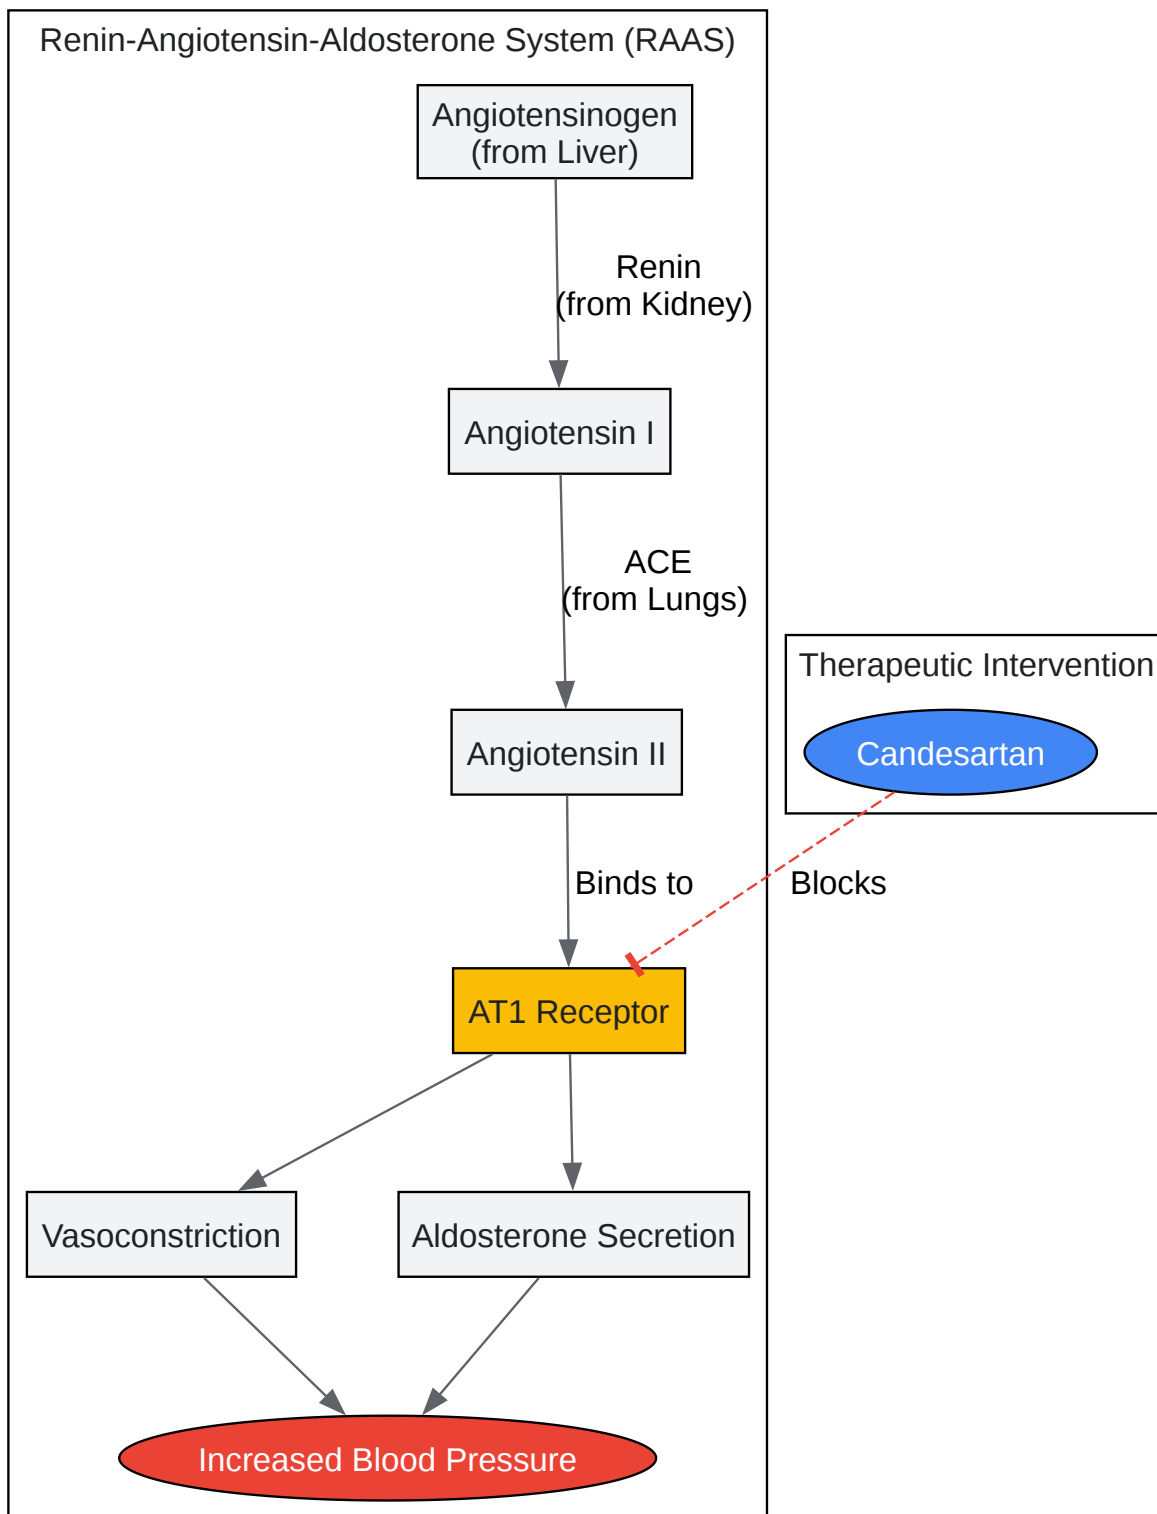 Renin-Angiotensin-Aldosterone System (RAAS)
Angiotensinogen
(from Liver)
Renin
(from Kidney)
Angiotensin I
ACE
(from Lungs)
Therapeutic Intervention
Angiotensin II
Candesartan
Binds to
Blocks
AT1 Receptor
Vasoconstriction
Aldosterone Secretion
Increased Blood Pressure